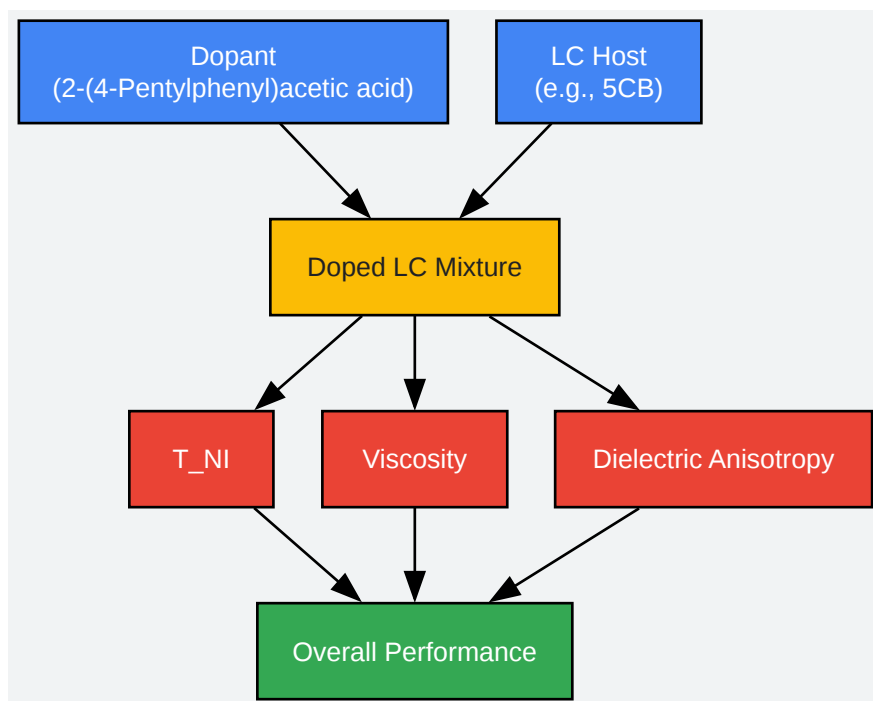 Dopant
(2-(4-Pentylphenyl)acetic acid)
LC Host
(e.g., 5CB)
Doped LC Mixture
T_NI
Viscosity
Dielectric Anisotropy
Overall Performance